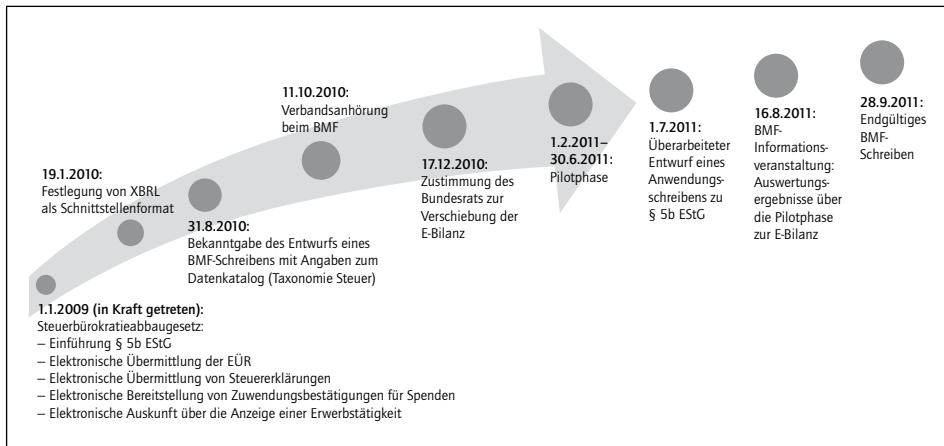 1.1.2009 (in Kraft getreten):
Steuerbürokratieabbaugesetz:
– Einführung § 5b EStG
– Elektronische Übermittlung der EÜR
– Elektronische Übermittlung von Steuererklärungen
– Elektronische Bereitstellung von Zuwendungsbestätigungen für Spenden
– Elektronische Auskunft über die Anzeige einer Erwerbstätigkeit
19.1.2010:
Festlegung von XBRL
als Schnittstellenformat
31.8.2010:
Bekanntgabe des Entwurfs eines
BMF-Schreibens mit Angaben zum
Datenkatalog (Taxonomie Steuer)
11.10.2010:
Verbandsanhörung
beim BMF
17.12.2010:
Zustimmung des
Bundesrats zur
Verschiebung der
E-Bilanz
1.2.2011–
30.6.2011:
Pilotphase
1.7.2011:
Überarbeiteter
Entwurf eines
Anwendungs-
schreibens zu
§ 5b EStG
16.8.2011:
BMF-
Informations-
veranstaltung:
Auswertungs-
ergebnisse über
die Pilotphase
zur E-Bilanz
28.9.2011:
Endgültiges
BMF-
Schreiben